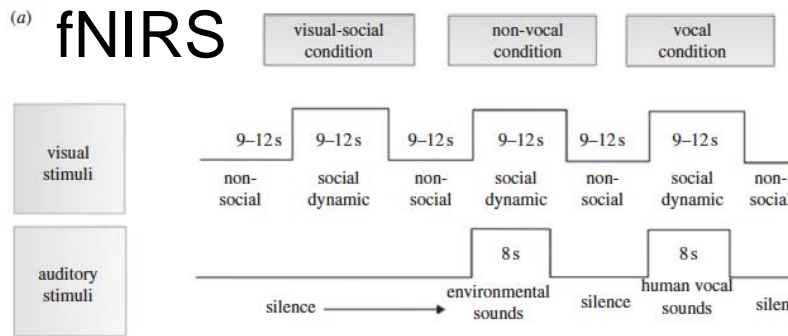 (a) fNIRS
visual-social
condition
non-vocal
condition
vocal
condition
visual
stimuli
9–12 s 9–12 s 9–12 s 9–12 s 9–12 s 9–12 s
non-
social
social
dynamic
non-
social
social
dynamic
non-
social
social
dynamic
non-
social
auditory
stimuli
8 s
8 s
silence
environmental
sounds
silence
human vocal
sounds